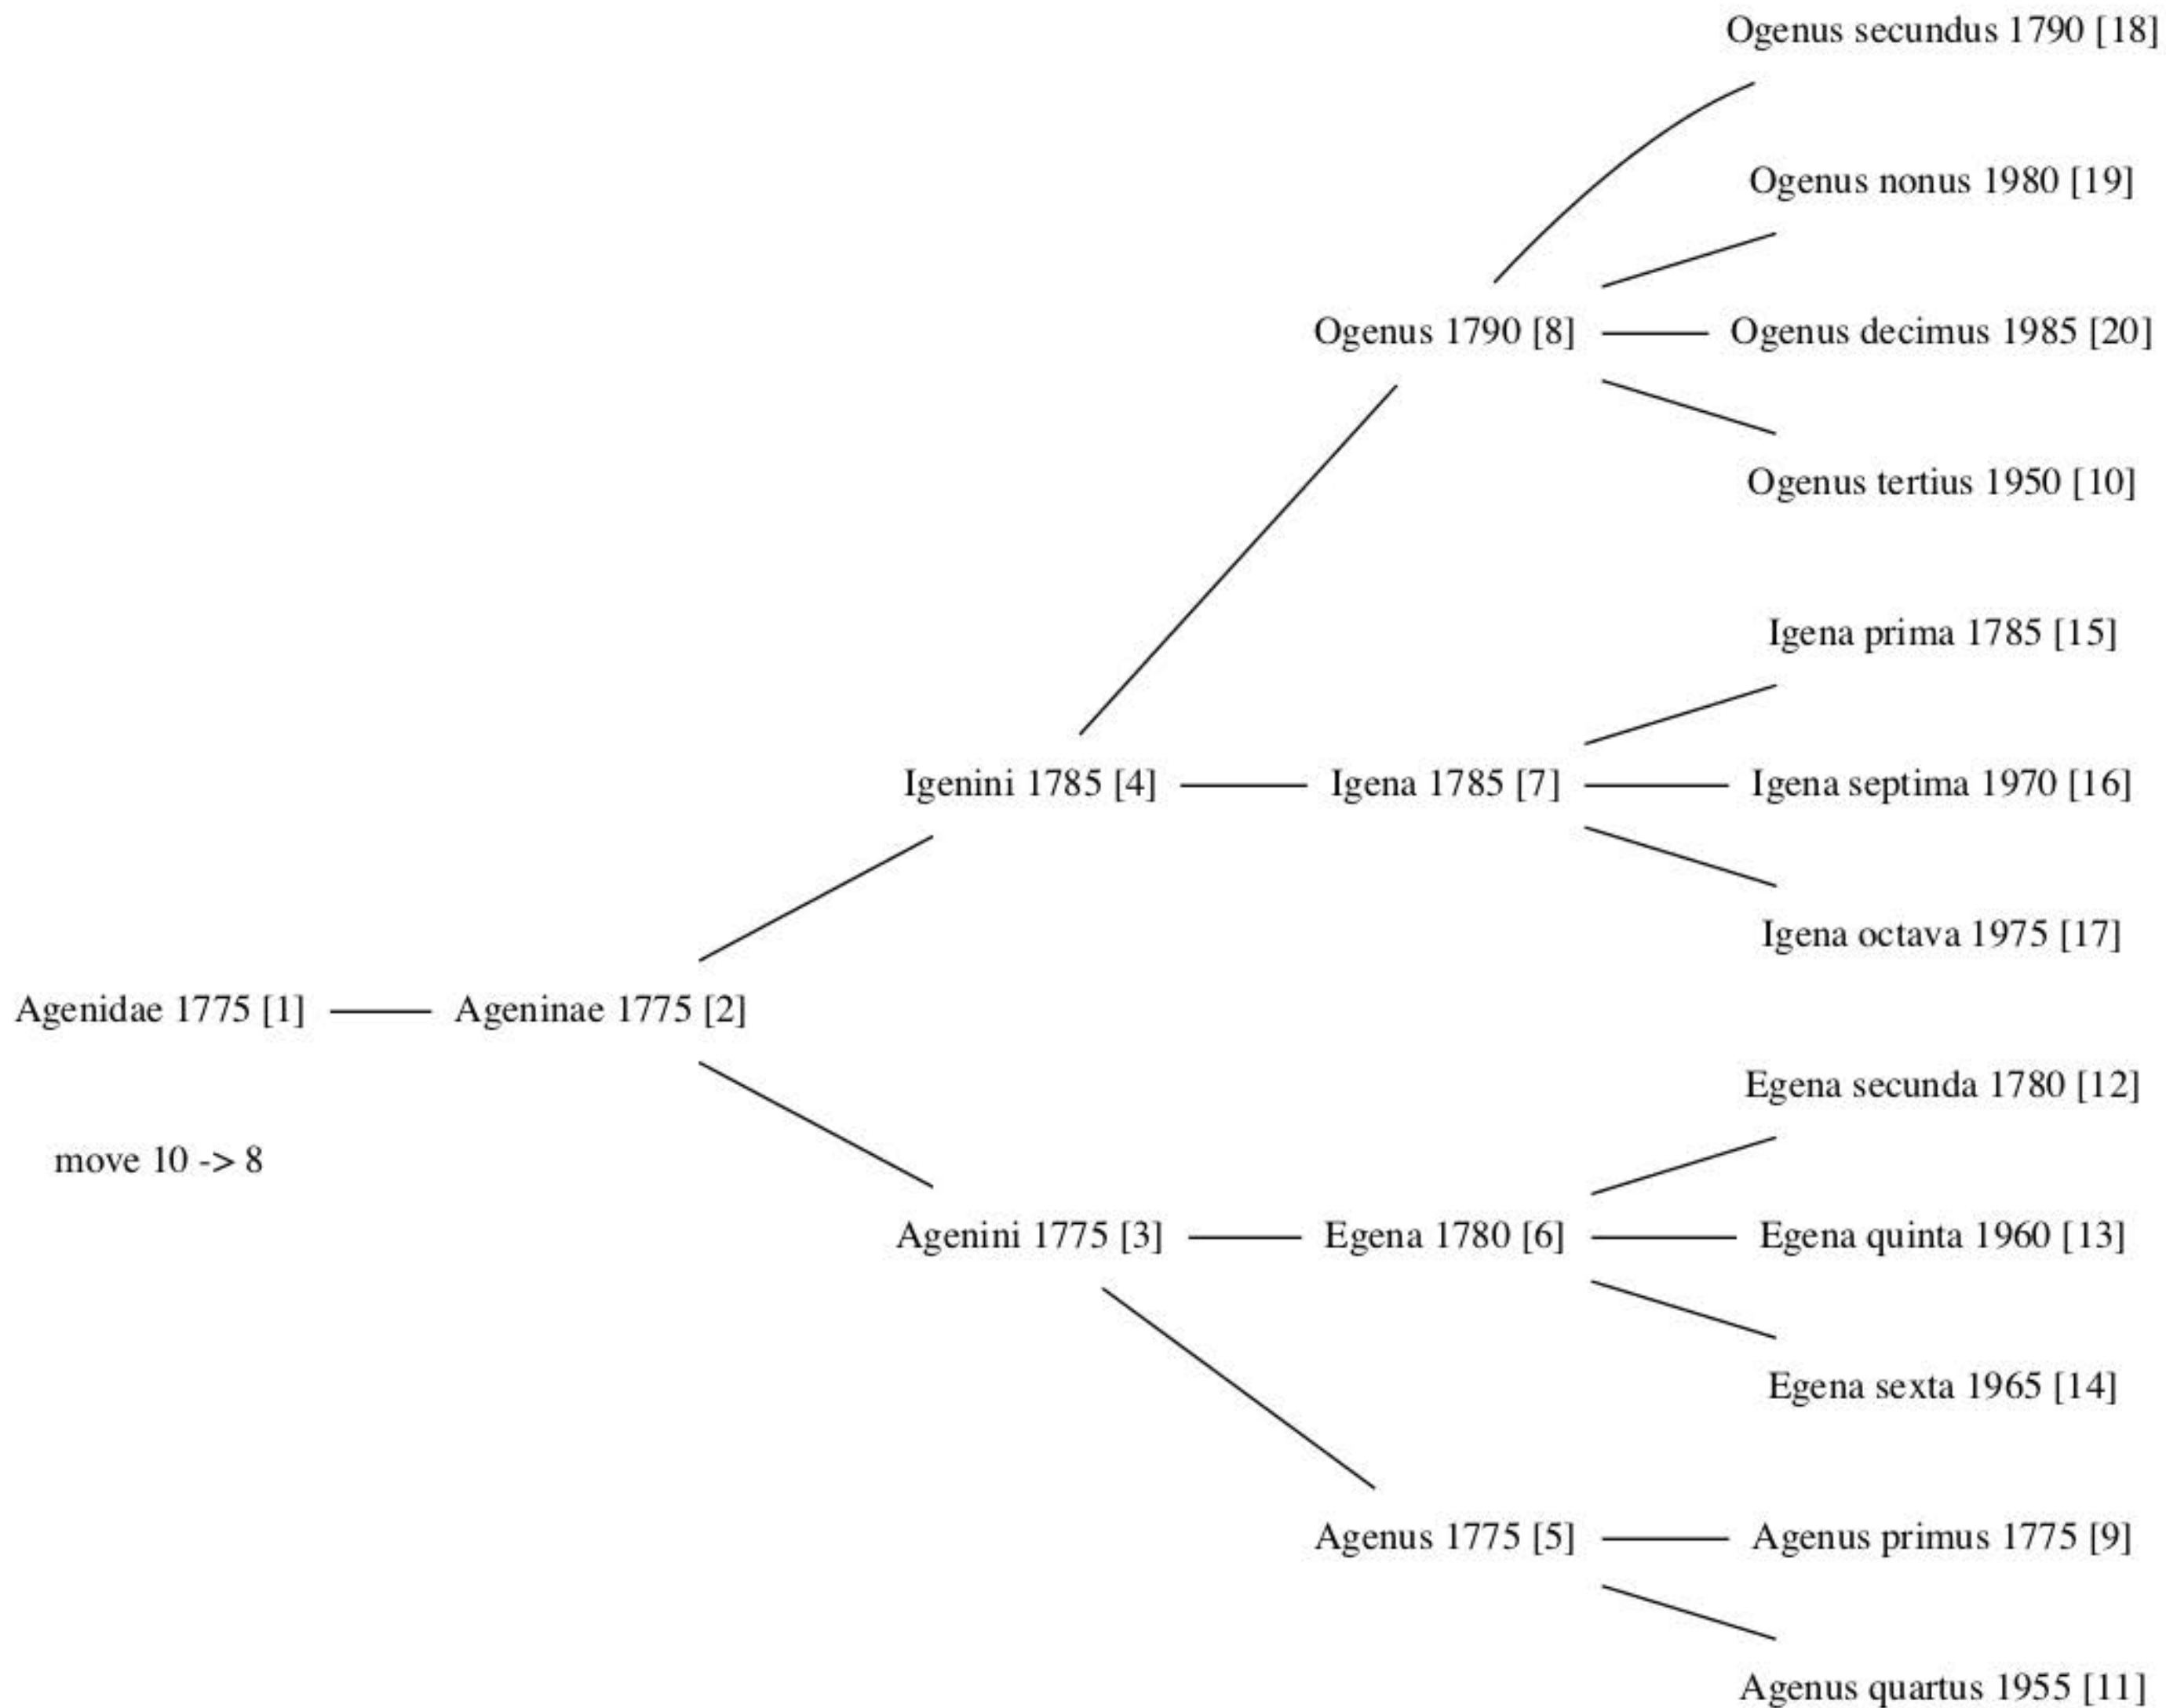 Ogenus secundus 1790 [18]
Ogenus nonus 1980 [19]
Ogenus 1790 [8]
Ogenus decimus 1985 [20]
Ogenus tertius 1950 [10]
Igena prima 1785 [15]
Igenini 1785 [4]
Igena 1785 [7]
Igena septima 1970 [16]
Igena octava 1975 [17]
Agenidae 1775 [1]
Ageninae 1775 [2]
Egena secunda 1780 [12]
move 10 -> 8
Agenini 1775 [3]
Egena 1780 [6]
Egena quinta 1960 [13]
Egena sexta 1965 [14]
Agenus 1775 [5]
Agenus primus 1775 [9]
Agenus quartus 1955 [11]